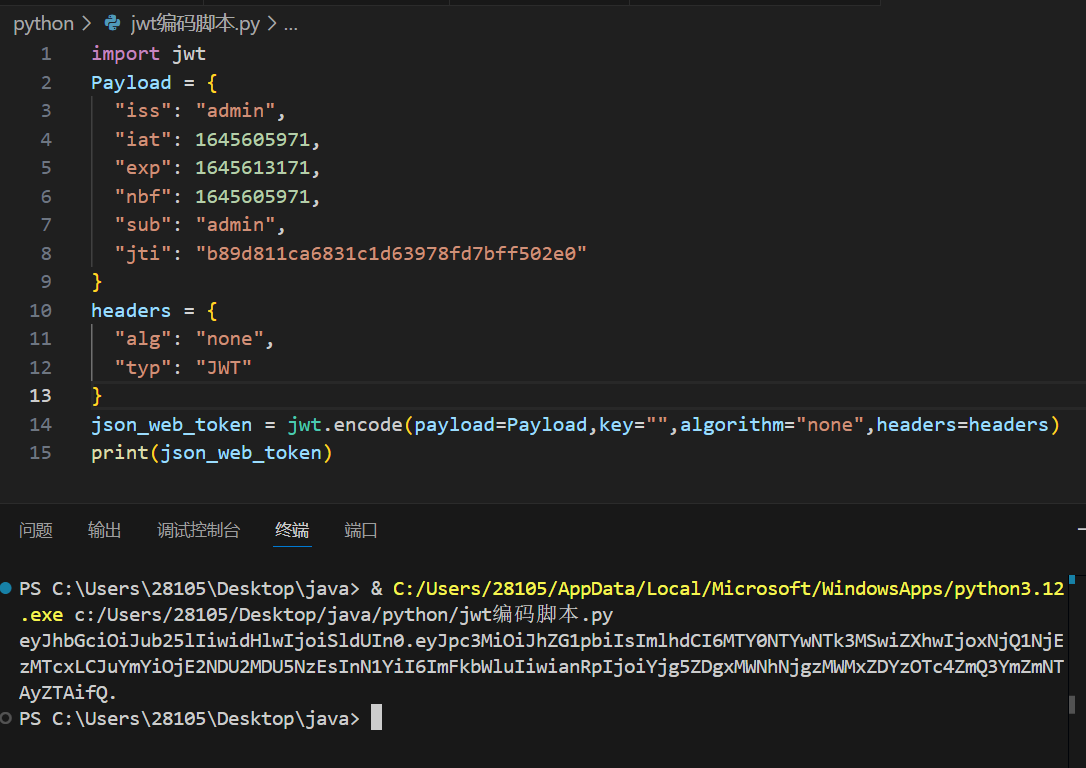 python > jwt编码脚本.py > ...
1 import jwt
2 Payload = {
3 "iss": "admin",
4 "iat": 1645605971,
5 "exp": 1645613171,
6 "nbf": 1645605971,
7 "sub": "admin",
8 "jti": "b89d811ca6831c1d63978fd7bff502e0"
9 }
10 headers = {
11 "alg": "none",
12 "typ": "JWT"
13 }
14 json_web_token = jwt.encode(payload=Payload,key="",algorithm="none",headers=headers)
15 print(json_web_token)
问题 输出 调试控制台 终端 端口
PS C:\Users\28105\Desktop\java> & C:/Users/28105/AppData/Local/Microsoft/WindowsApps/python3.12
.exe c:/Users/28105/Desktop/java/python/jwt编码脚本.py
eyJhbGciOiJub25lIiwidHlwIjoiSldUIn0.eyJpc3MiOiJhZG1pbiIsImlhdCI6MTY0NTYwNTk3MSwiZXhwIjoxNjQ1NjE
zMTcxLCJuYmYiOjE2NDU2MDU5NzEsInN1YiI6ImFkbWluIiwianRpIjoiYjg5ZDgxMWNhNjgzMWMxZDYzOTc4ZmQ3YmZmNT
AyZTAifQ.
PS C:\Users\28105\Desktop\java>